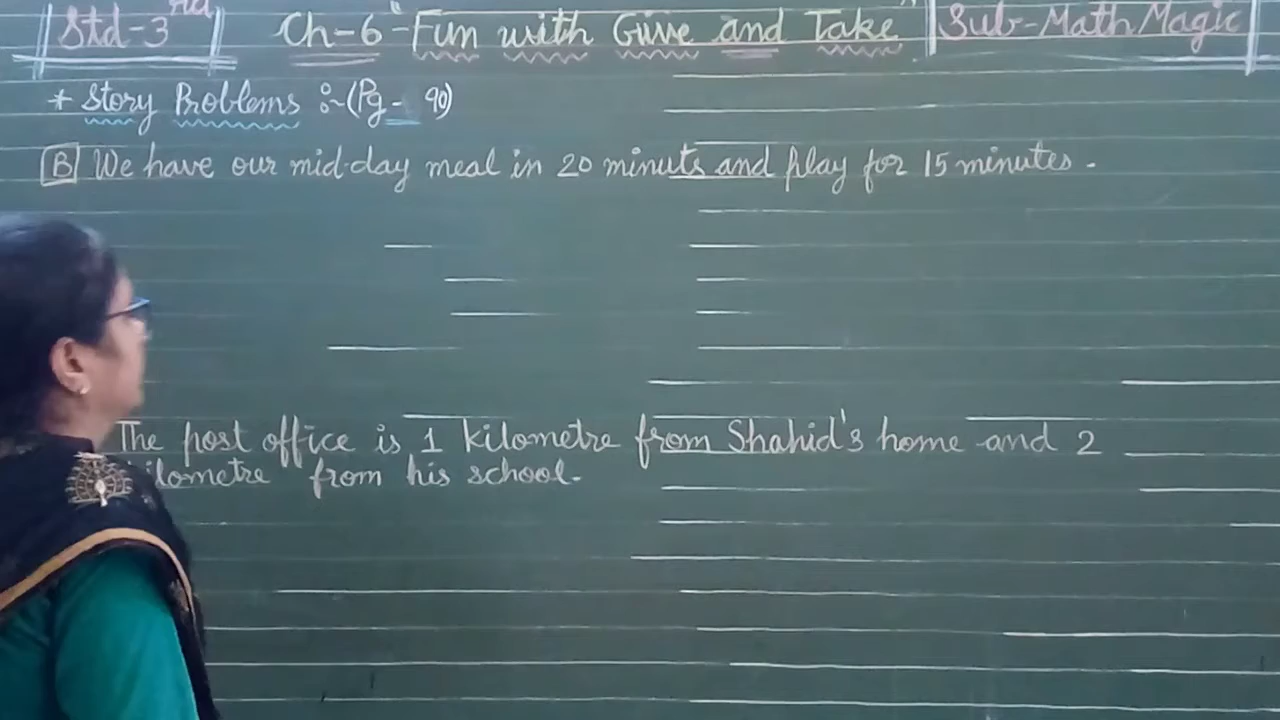 Std-3rd Ch-6 "Fun with Give and Take" Sub-Math Magic
* Story Problems :-(Pg- 90)
B We have our mid-day meal in 20 minuts and play for 15 minutes.
The post office is 1 kilometre from Shahid's home and 2
ilometre from his school.